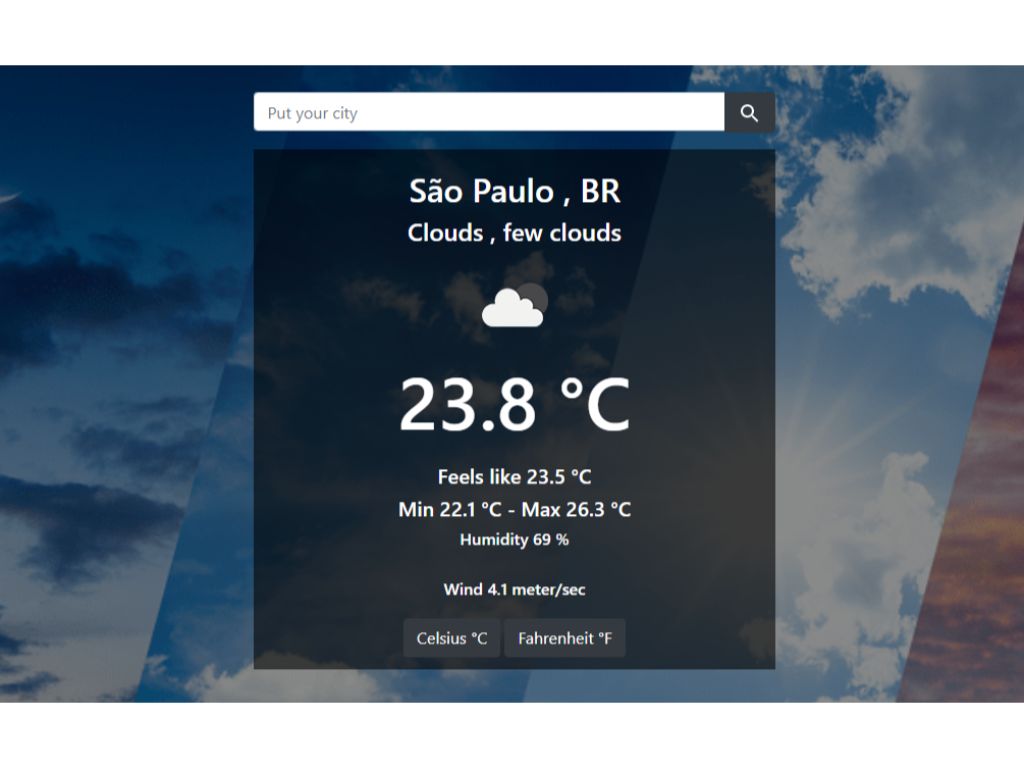 Put your city
São Paulo , BR
Clouds , few clouds
23.8 °C
Feels like 23.5 °C
Min 22.1 °C - Max 26.3 °C
Humidity 69 %
Wind 4.1 meter/sec
Celsius °C Fahrenheit °F